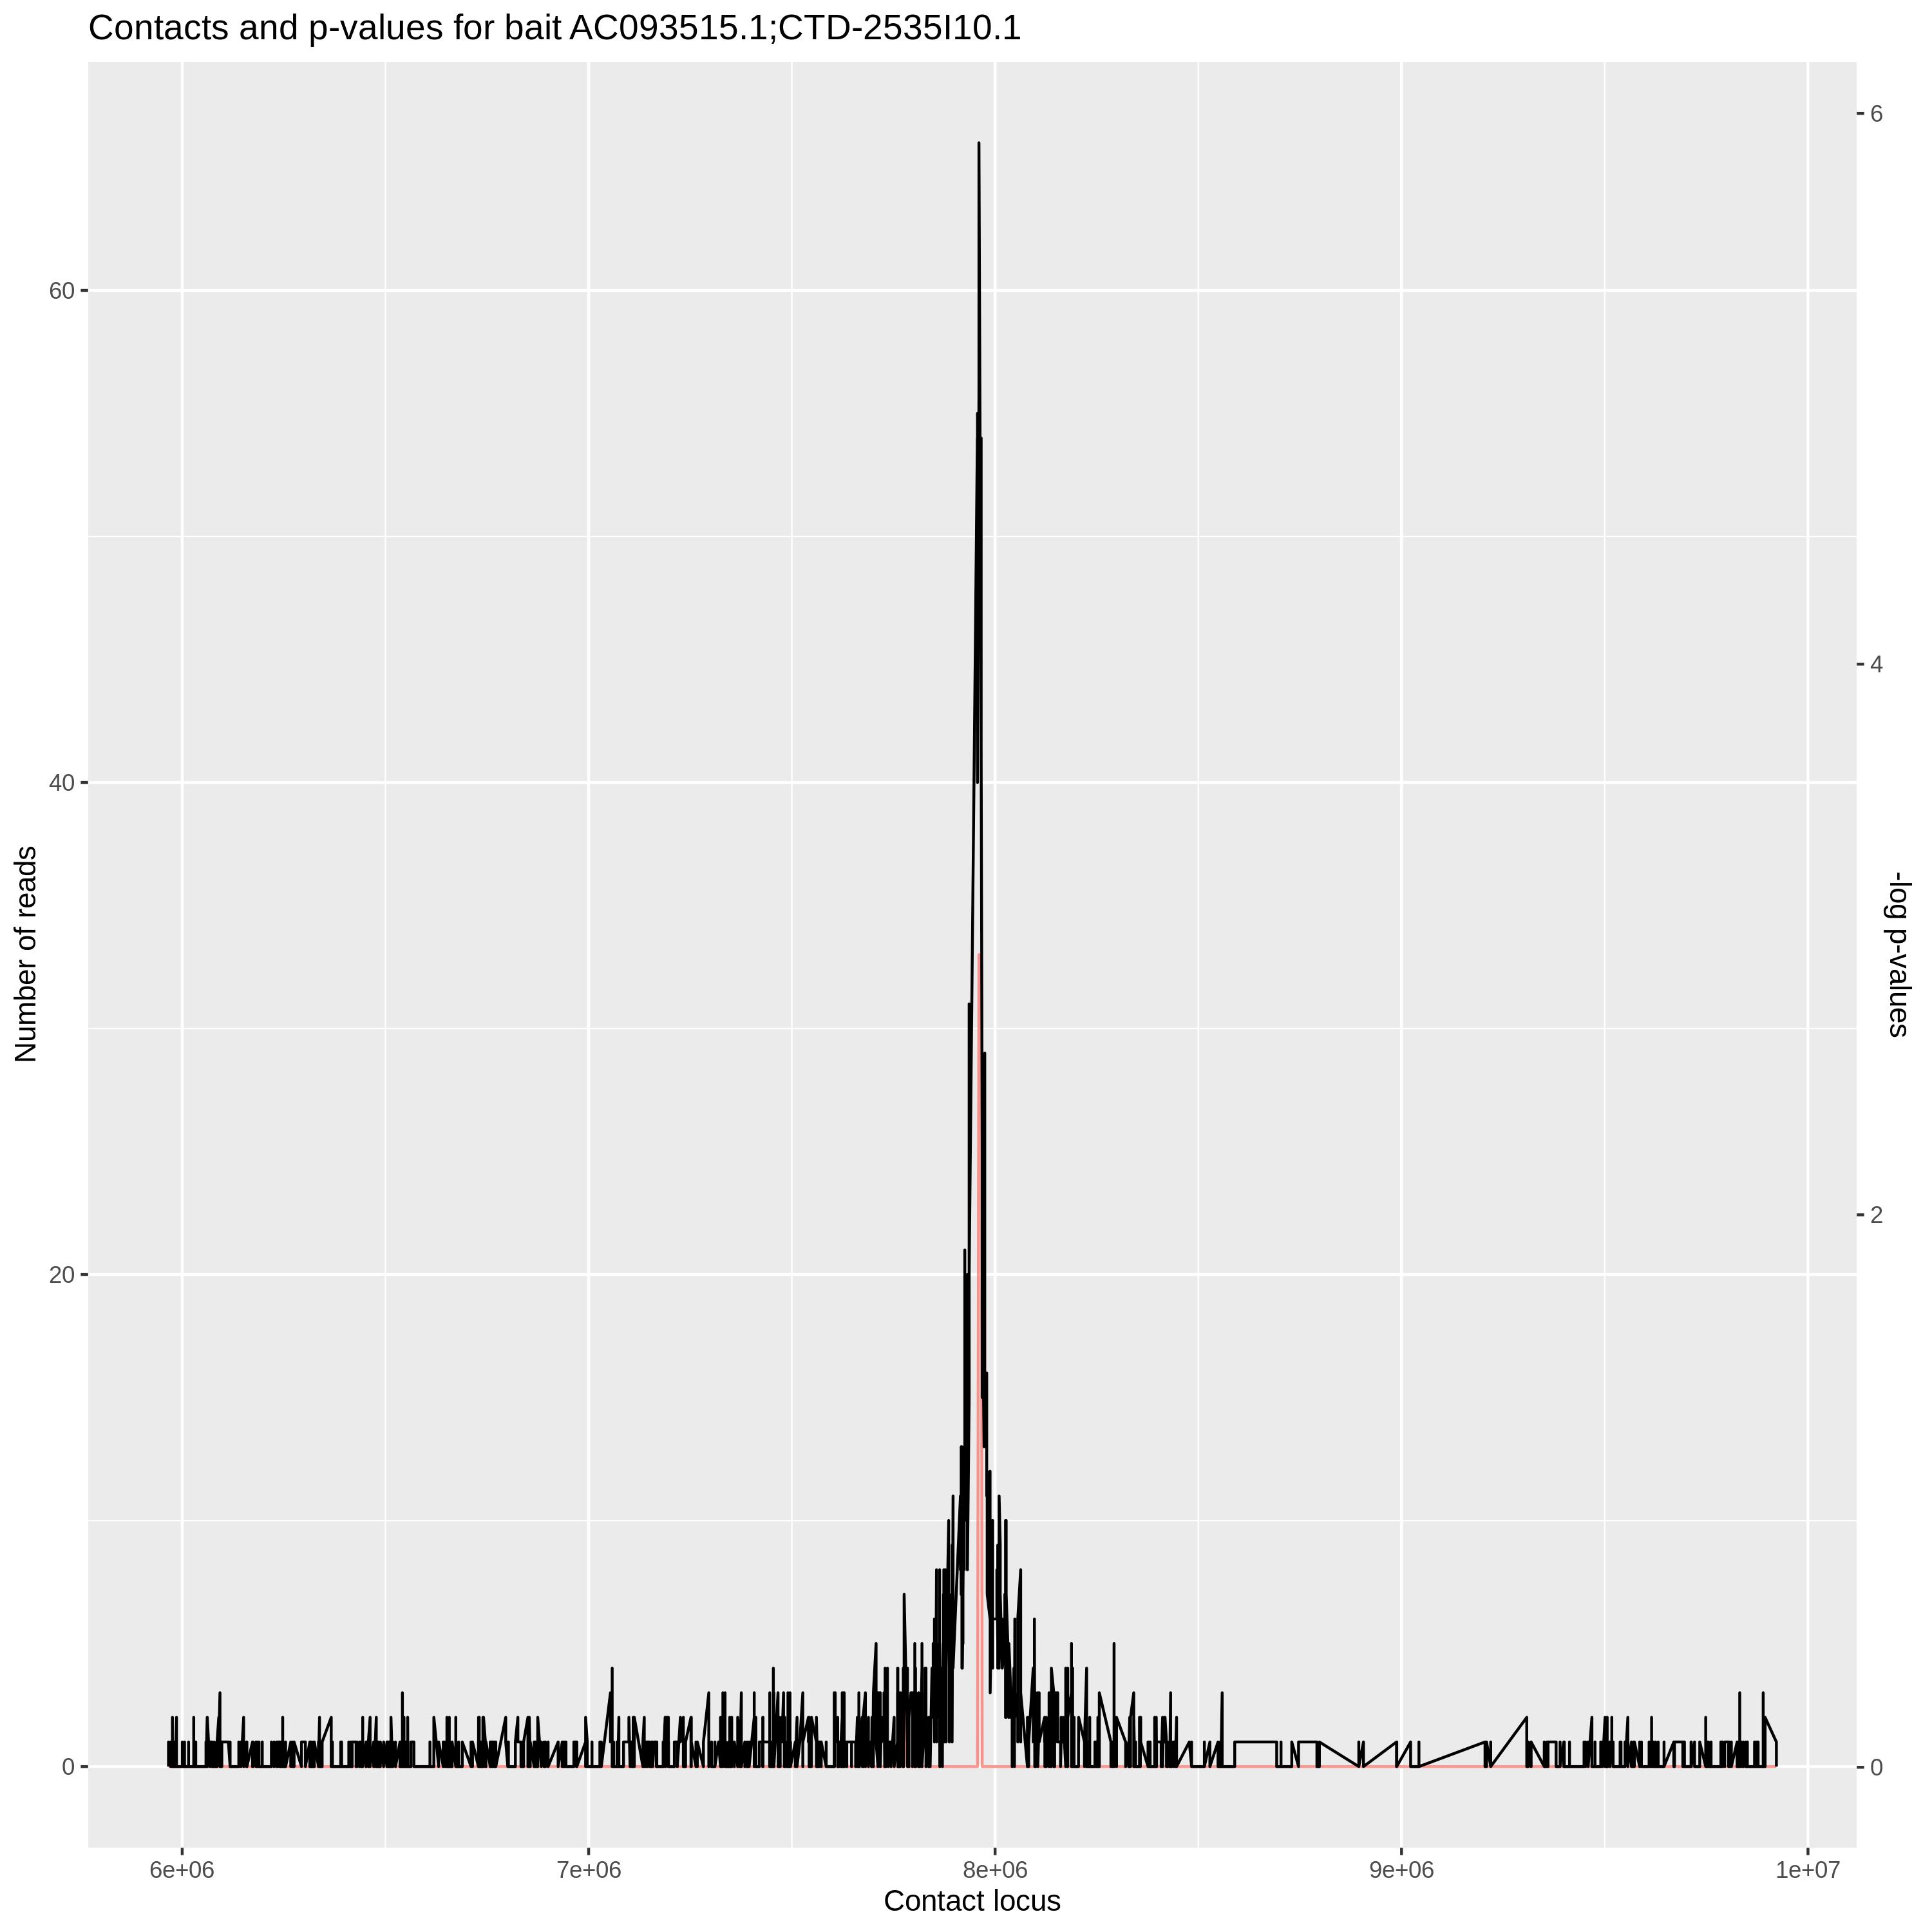 Contacts and p-values for bait AC093515.1;CTD-2535I10.1
6
60
4
40
Number of reads
-log p-values
2
20
0
0
6e+06 7e+06 8e+06 9e+06 1e+07
Contact locus